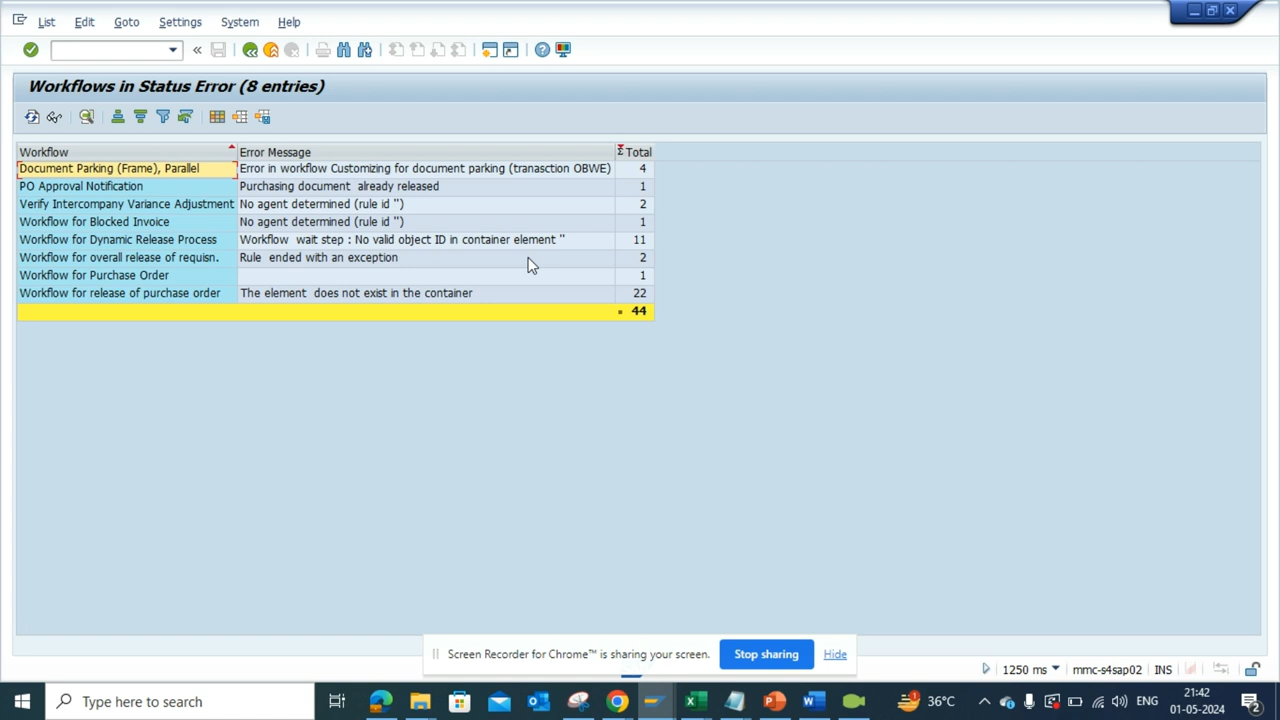 List Edit Goto Settings System Help
Workflows in Status Error (8 entries)
Workflow Error Message Σ Total
Document Parking (Frame), Parallel Error in workflow Customizing for document parking (tranasction OBWE) 4
PO Approval Notification Purchasing document already released 1
Verify Intercompany Variance Adjustment No agent determined (rule id '') 2
Workflow for Blocked Invoice No agent determined (rule id '') 1
Workflow for Dynamic Release Process Workflow wait step : No valid object ID in container element '' 11
Workflow for overall release of requisn. Rule ended with an exception 2
Workflow for Purchase Order 1
Workflow for release of purchase order The element does not exist in the container 22
44
Screen Recorder for Chrome™ is sharing your screen. Stop sharing Hide
1250 ms mmc-s4sap02 INS
Type here to search 1 36°C ENG 21:42
01-05-2024 2